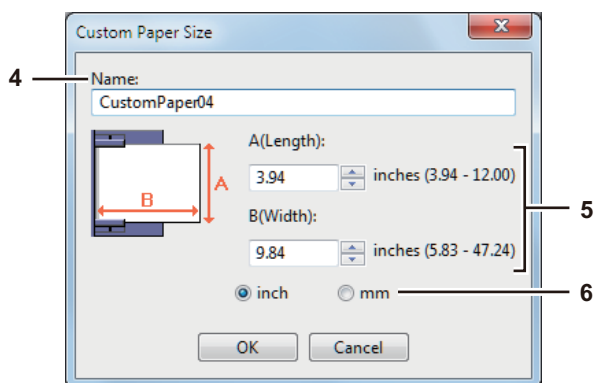 Custom Paper Size
4
Name:
CustomPaper04
A(Length):
3.94 inches (3.94 - 12.00)
A
B
B(Width):
5
9.84 inches (5.83 - 47.24)
inch mm 6
OK Cancel